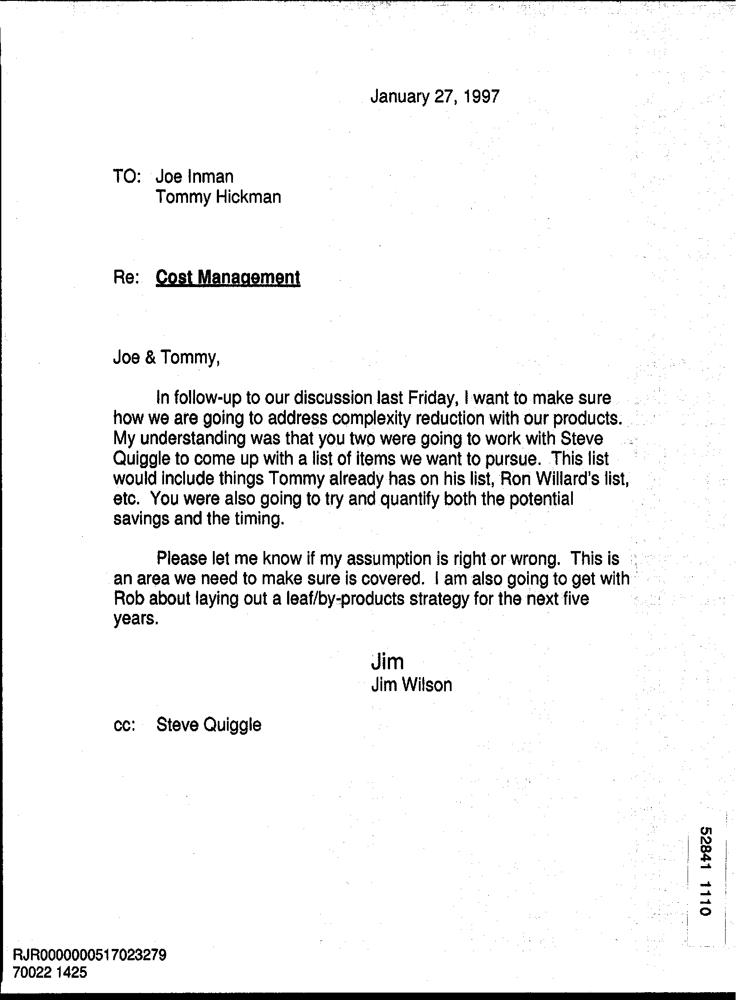 January 27, 1997
TO: Joe Inman
Tommy Hickman
Re: Cost Management
Joe & Tommy,
In follow-up to our discussion last Friday, I want to make sure
how we are going to address complexity reduction with our products.
My understanding was that you two were going to work with Steve
Quiggle to come up with a list of items we want to pursue. This list
would include things Tommy already has on his list, Ron Willard's list,
etc. You were also going to try and quantify both the potential
savings and the timing.
Please let me know if my assumption is right or wrong. This is
an area we need to make sure is covered. I am also going to get with
Rob about laying out a leaf/by-products strategy for the next five
years.
Jim
Jim Wilson
cc: Steve Quiggle
52841 1110
RJR0000000517023279
70022 1425